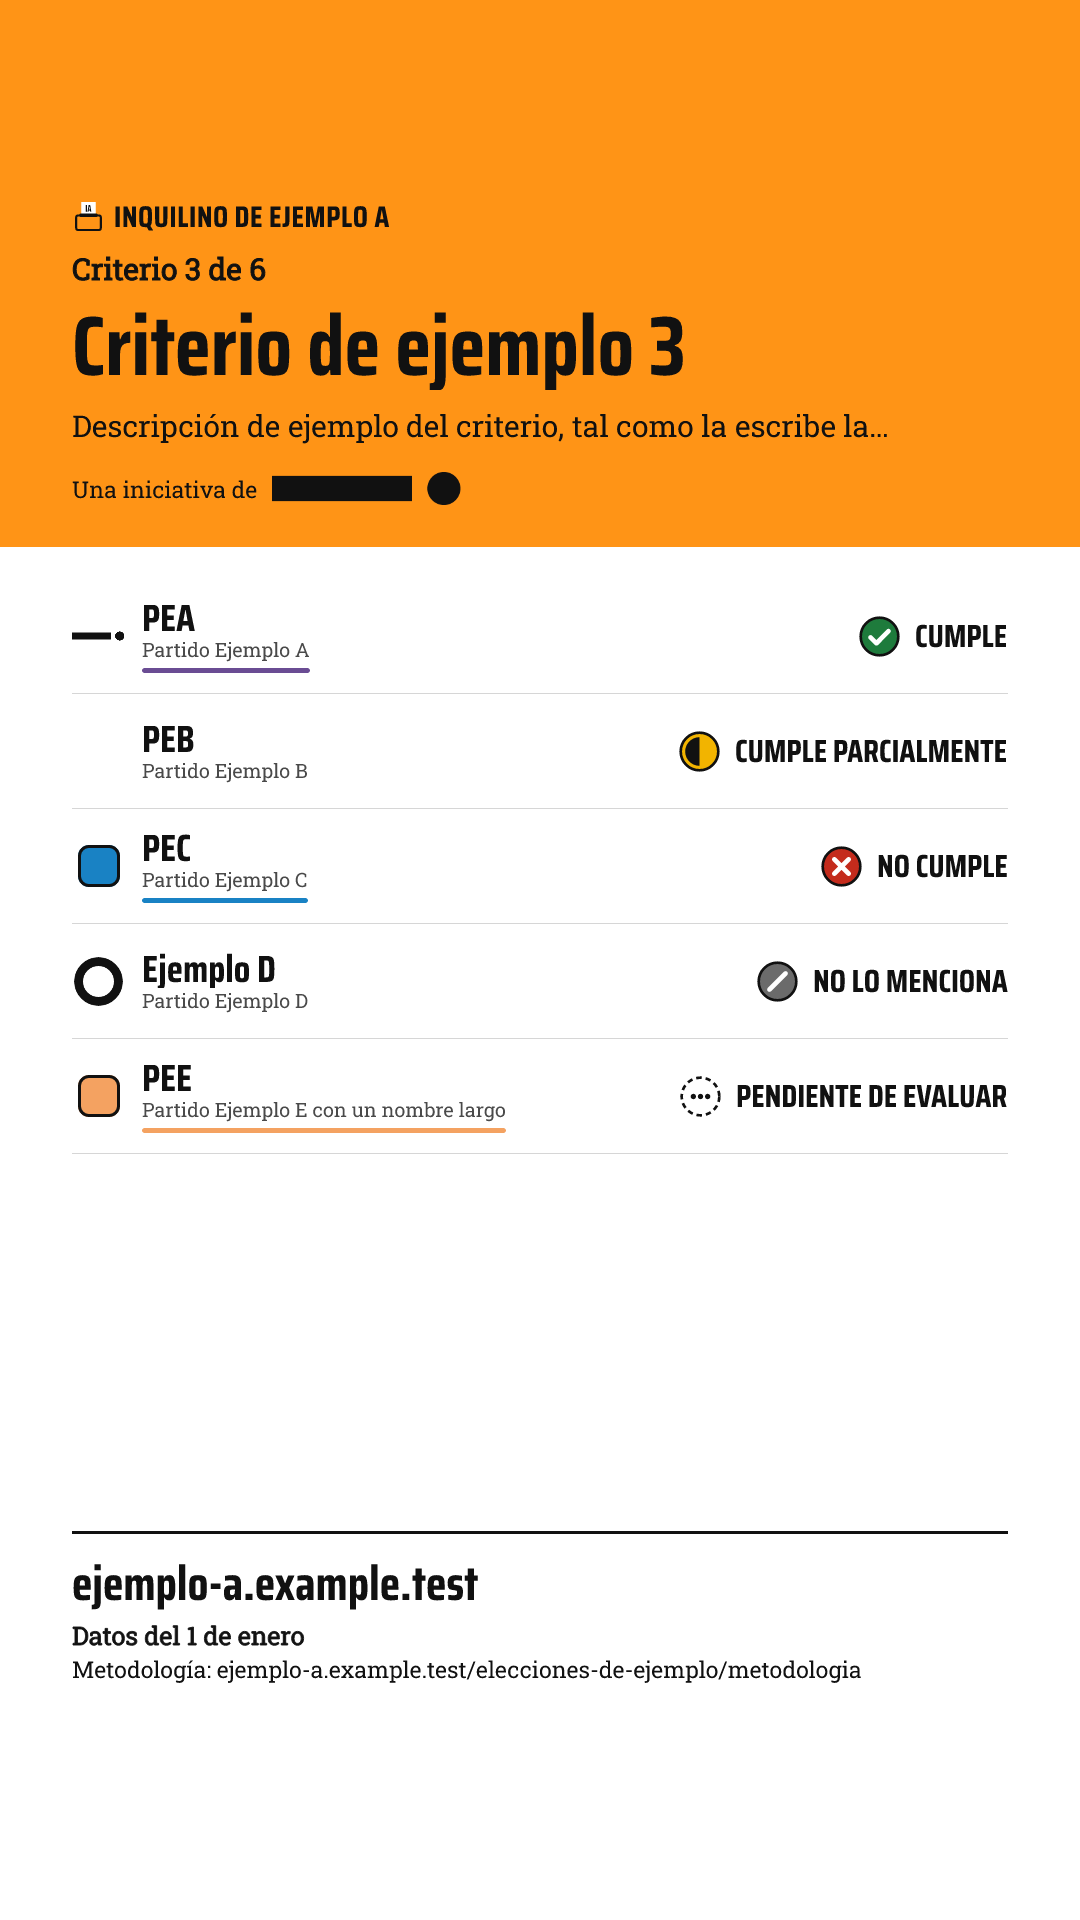 IA
INQUILINO DE EJEMPLO A
Criterio 3 de 6
Criterio de ejemplo 3
Descripción de ejemplo del criterio, tal como la escribe la...
Una iniciativa de
PEA
Partido Ejemplo A
CUMPLE
PEB
Partido Ejemplo B
CUMPLE PARCIALMENTE
PEC
Partido Ejemplo C
NO CUMPLE
Ejemplo D
Partido Ejemplo D
NO LO MENCIONA
PEE
Partido Ejemplo E con un nombre largo
PENDIENTE DE EVALUAR
ejemplo-a.example.test
Datos del 1 de enero
Metodología: ejemplo-a.example.test/elecciones-de-ejemplo/metodologia